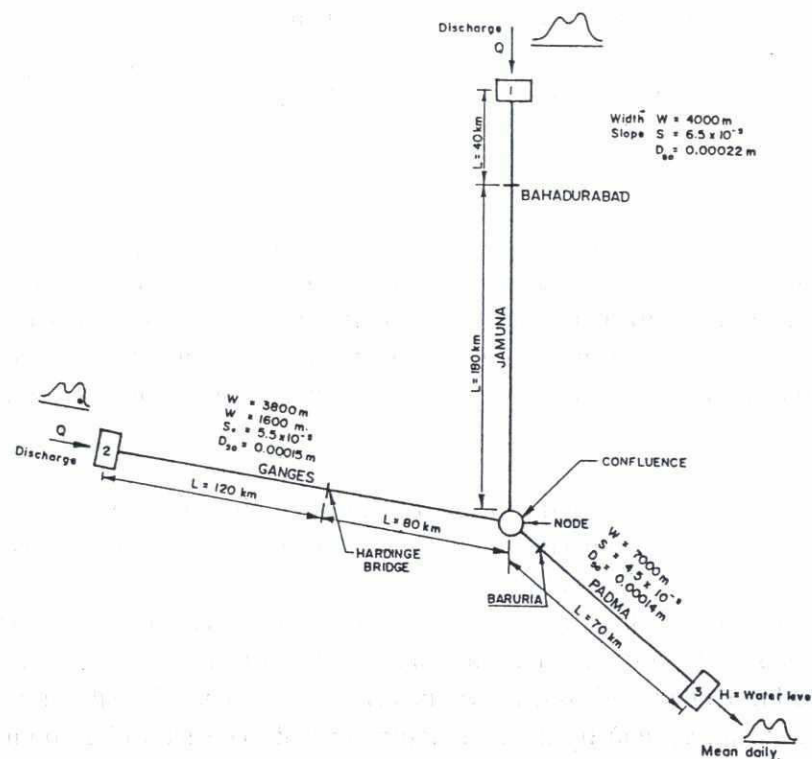 Discharge
Q
1
Width W = 4000 m
Slope S = 6.5 x 10⁻⁵
D₅₀ = 0.00022 m
L = 40 km
BAHADURABAD
JAMUNA
L = 180 km
W = 3800 m
W = 1600 m.
S. = 5.5 x 10⁻⁵
D₅₀ = 0.00015 m
Q
Discharge
2
GANGES
L = 120 km
L = 80 km
HARDINGE
BRIDGE
CONFLUENCE
NODE
BARURIA
W = 7000 m
S = 4.5 x 10⁻⁵
D₅₀ = 0.00014 m
PADMA
L = 70 km
3
H = Water leve
Mean daily